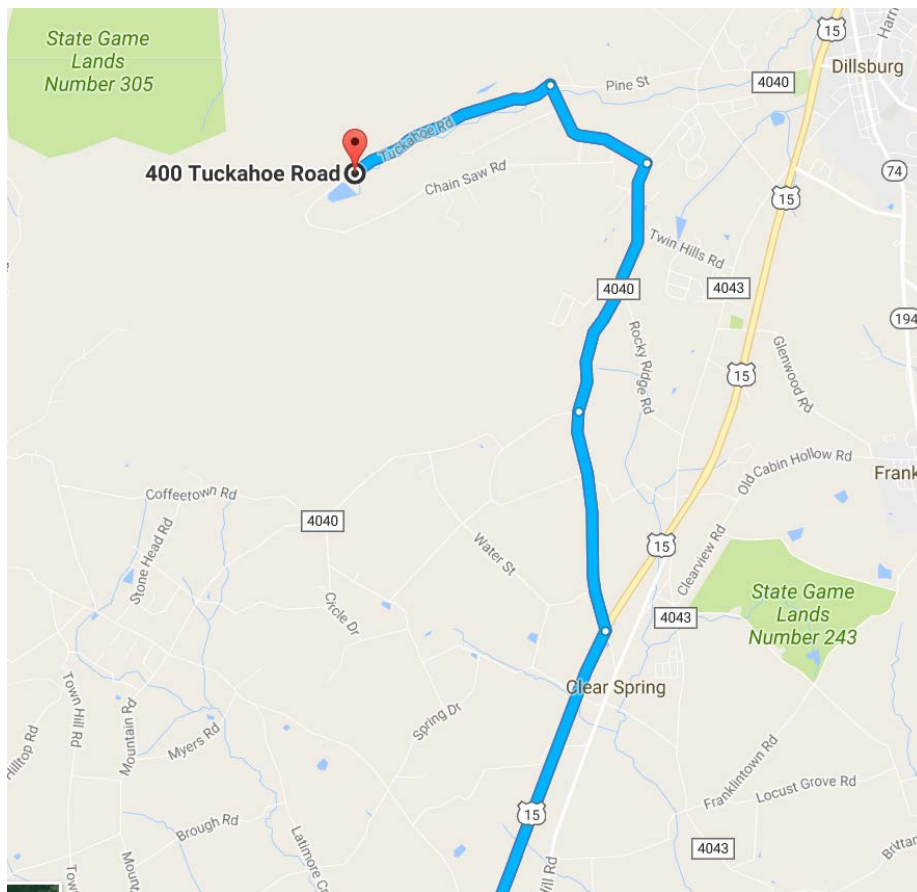 State Game
Lands
Number 305
15
Dillsburg
Pine St
4040
Tuckahoe Rd
400 Tuckahoe Road
Chain Saw Rd
74
15
Twin Hills Rd
4040
4043
194
Rocky Ridge Rd
Glenwood Rd
15
Old Cabin Hollow Rd
Frank
Coffeetown Rd
4040
Stone Head Rd
Water St
15
Clearview Rd
State Game
Lands
Number 243
Circle Dr
4043
Clear Spring
Town Hill Rd
Mountain Rd
Hilltop Rd
Myers Rd
Spring Dr
Franklintown Rd
Locust Grove Rd
15
Brough Rd
Latimore Cr
4043